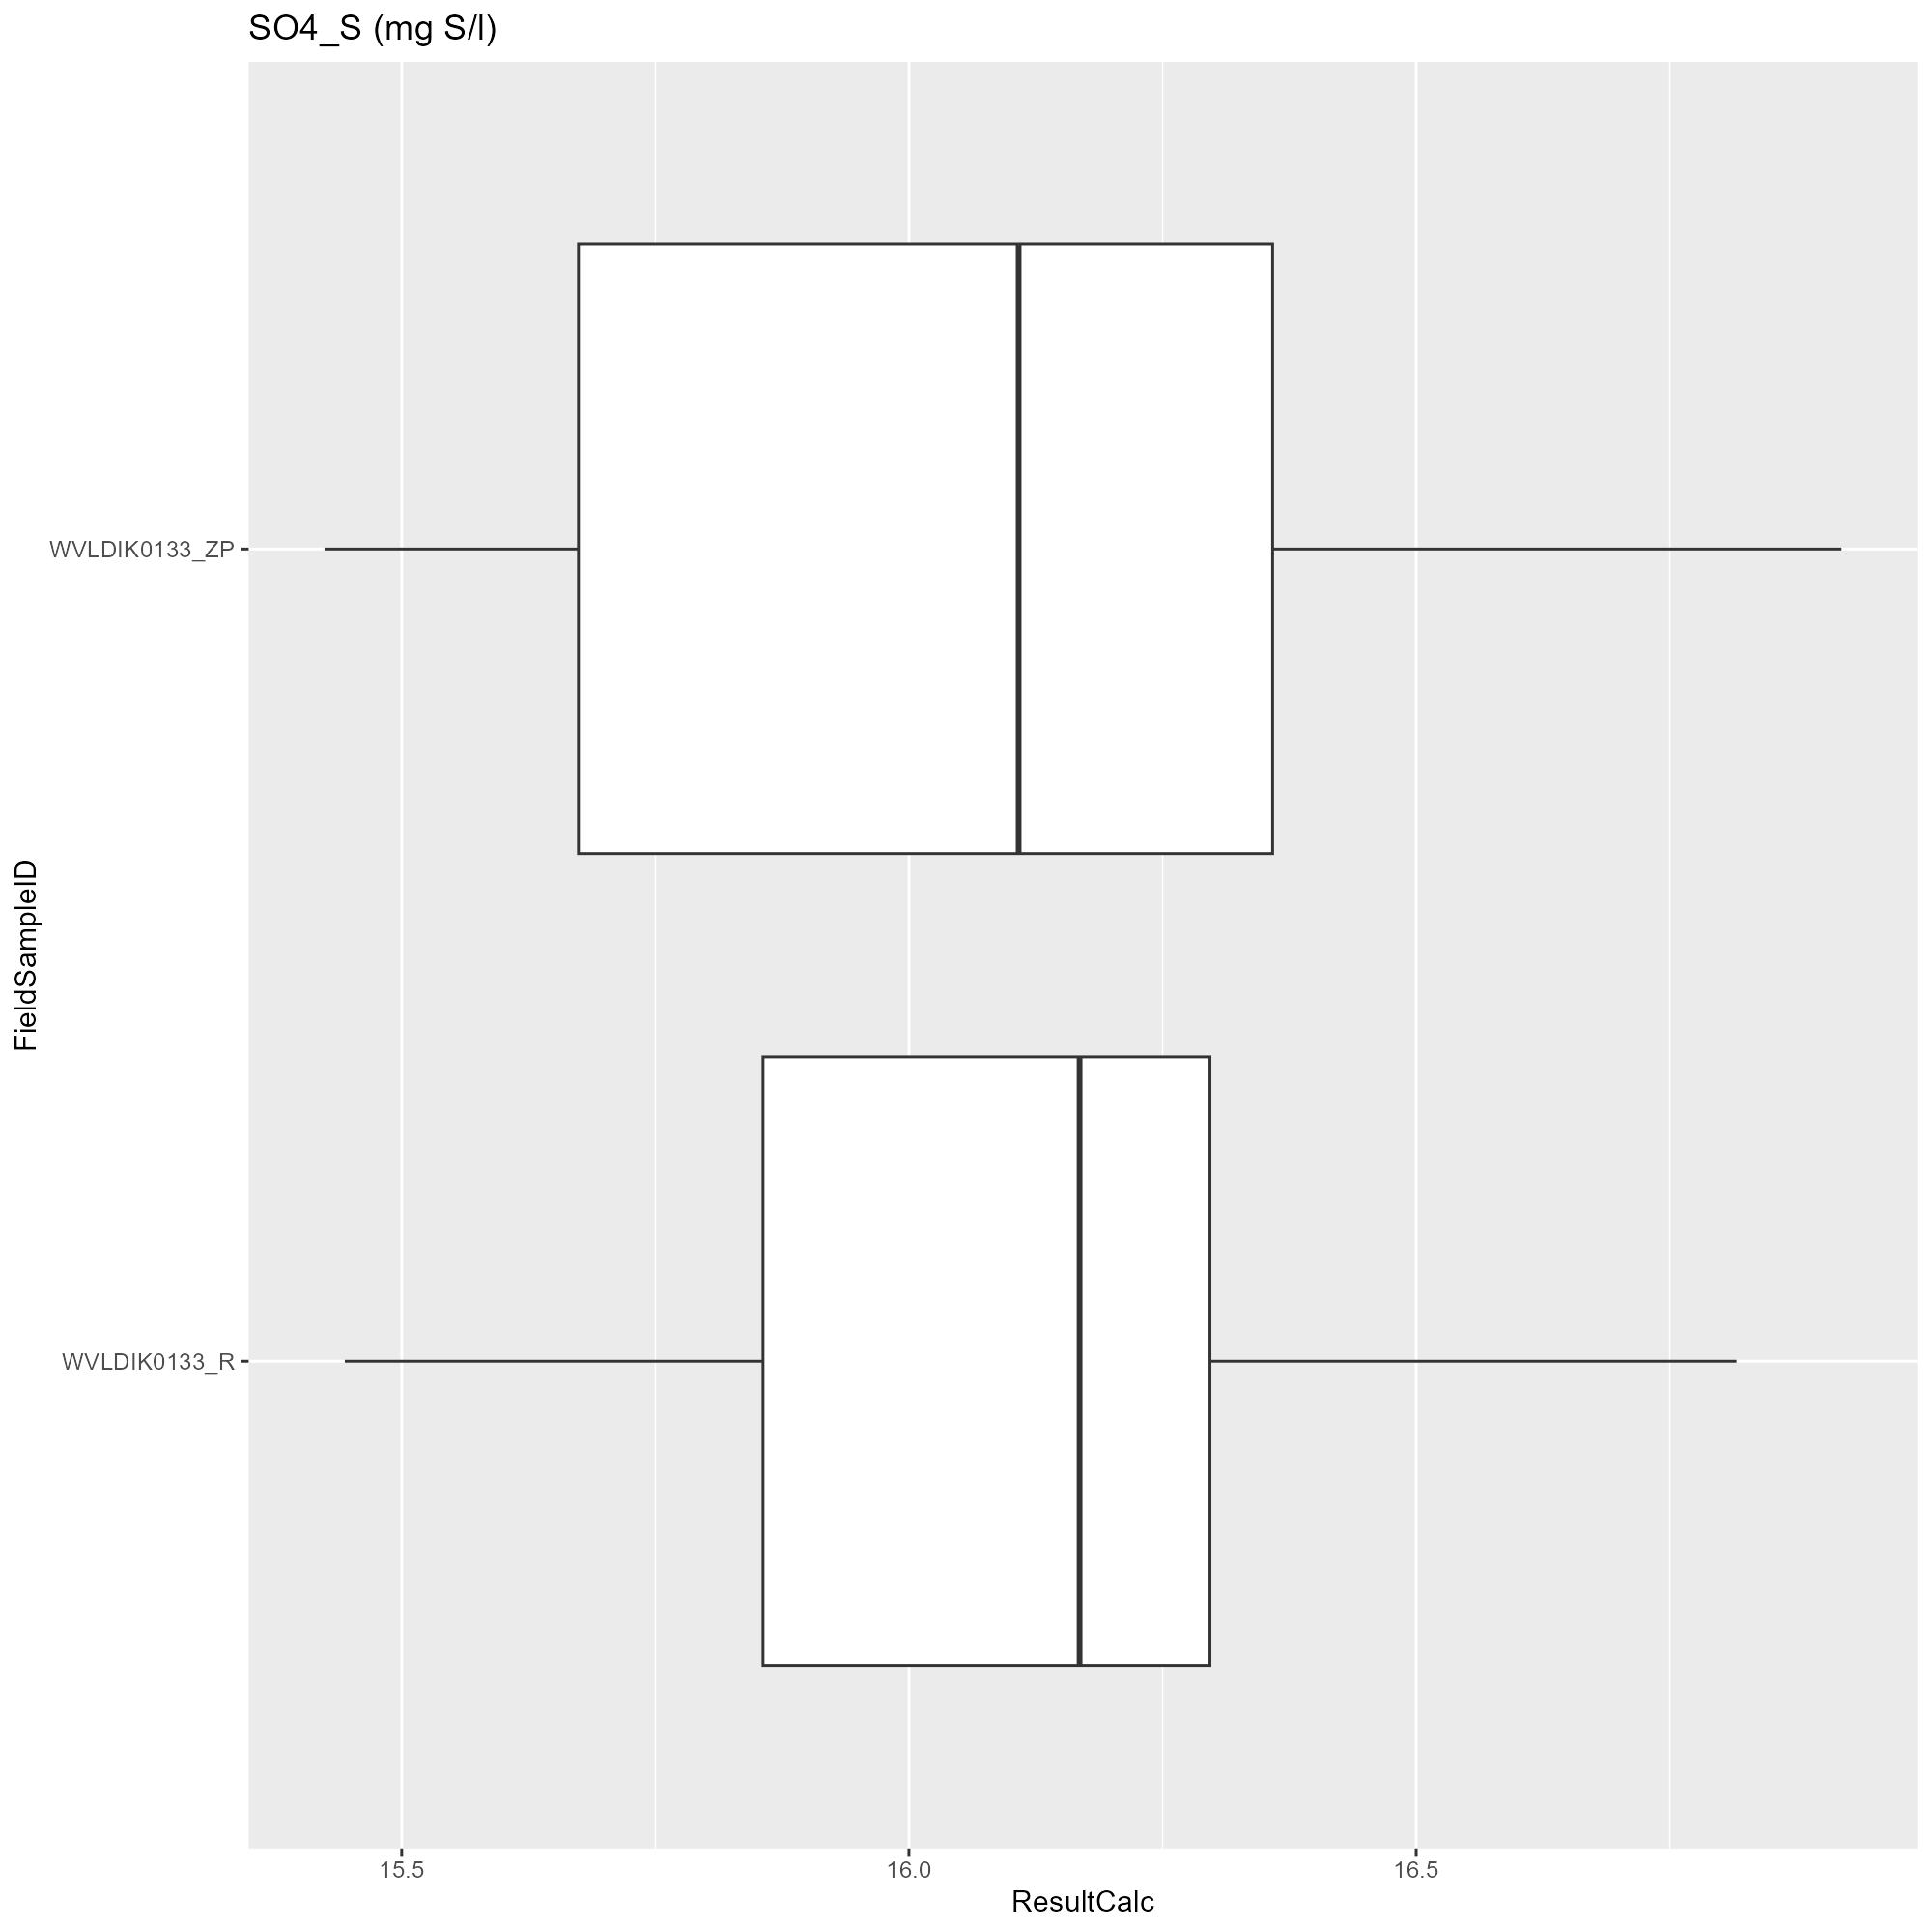 SO4_S (mg S/l)
WVLDIK0133_ZP
FieldSampleID
WVLDIK0133_R
15.5 16.0 16.5
ResultCalc